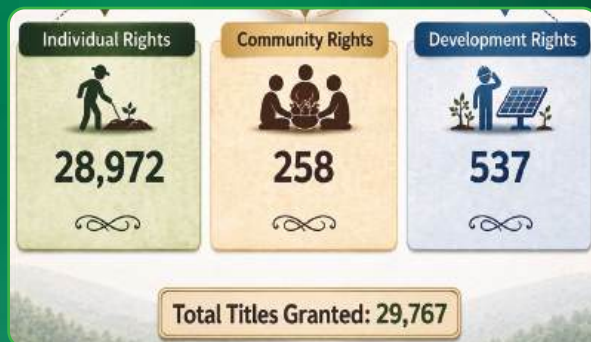 Individual Rights
28,972
Community Rights
258
Development Rights
537
Total Titles Granted: 29,767